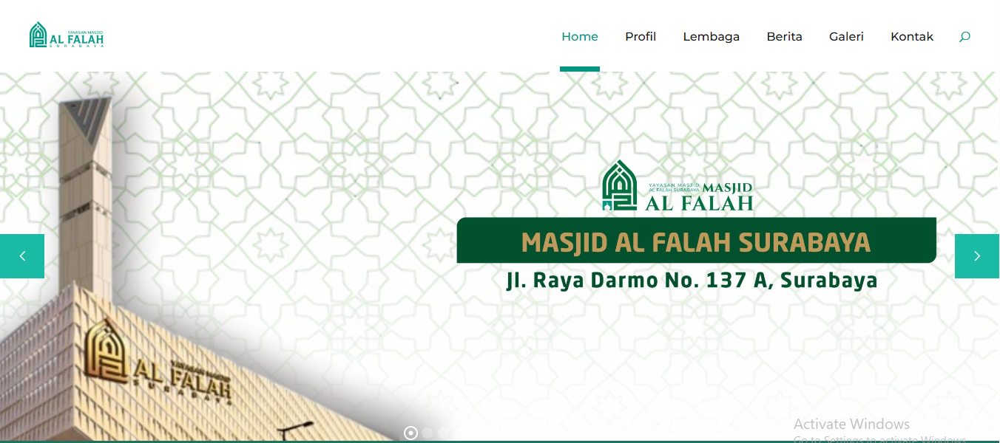 YAYASAN MASJID
AL FALAH
SURABAYA
Home
Profil
Lembaga
Berita
Galeri
Kontak
YAYASAN MASJID
AL FALAH SURABAYA
MASJID
AL FALAH
MASJID AL FALAH SURABAYA
Jl. Raya Darmo No. 137 A, Surabaya
YAYASAN MASJID
AL FALAH
SURABAYA
Activate Windows
Go to Settings to activate Windows.